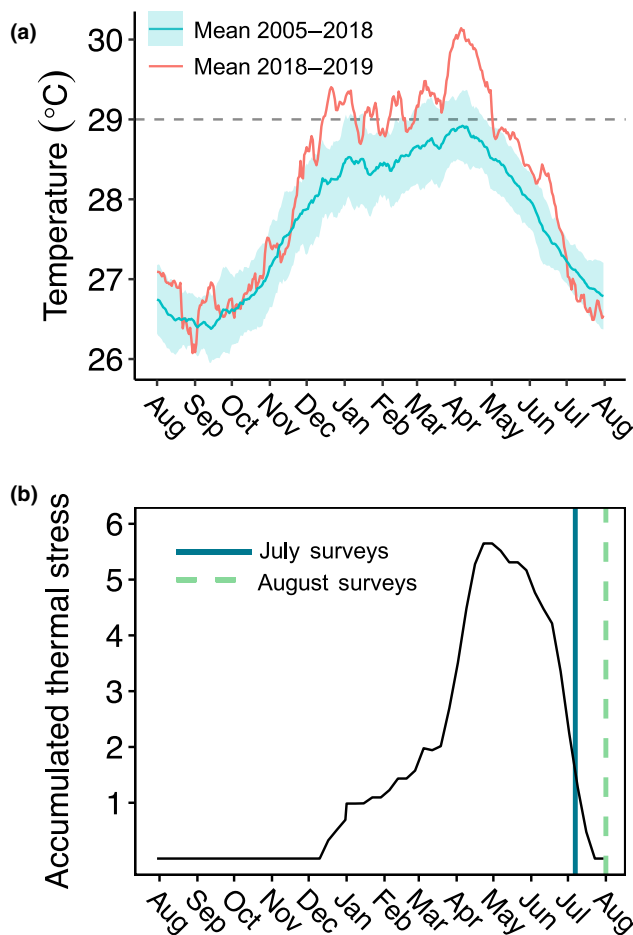 (a)
Mean 2005–2018
Mean 2018–2019
Temperature (°C)
30
29
28
27
26
Aug Sep Oct Nov Dec Jan Feb Mar Apr May Jun Jul Aug
(b)
July surveys
August surveys
Accumulated thermal stress
6
5
4
3
2
1
Aug Sep Oct Nov Dec Jan Feb Mar Apr May Jun Jul Aug